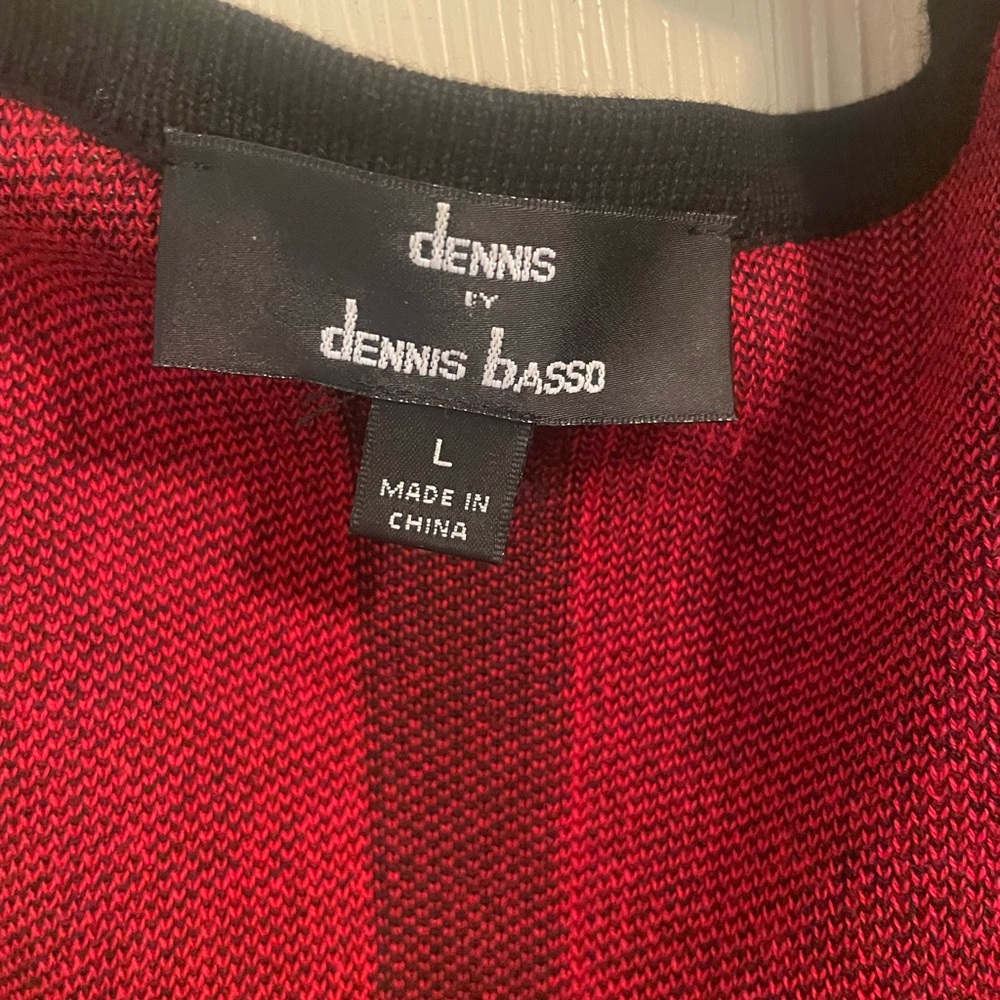 dENNIS
BY
dENNIS bASSO
L
MADE IN
CHINA